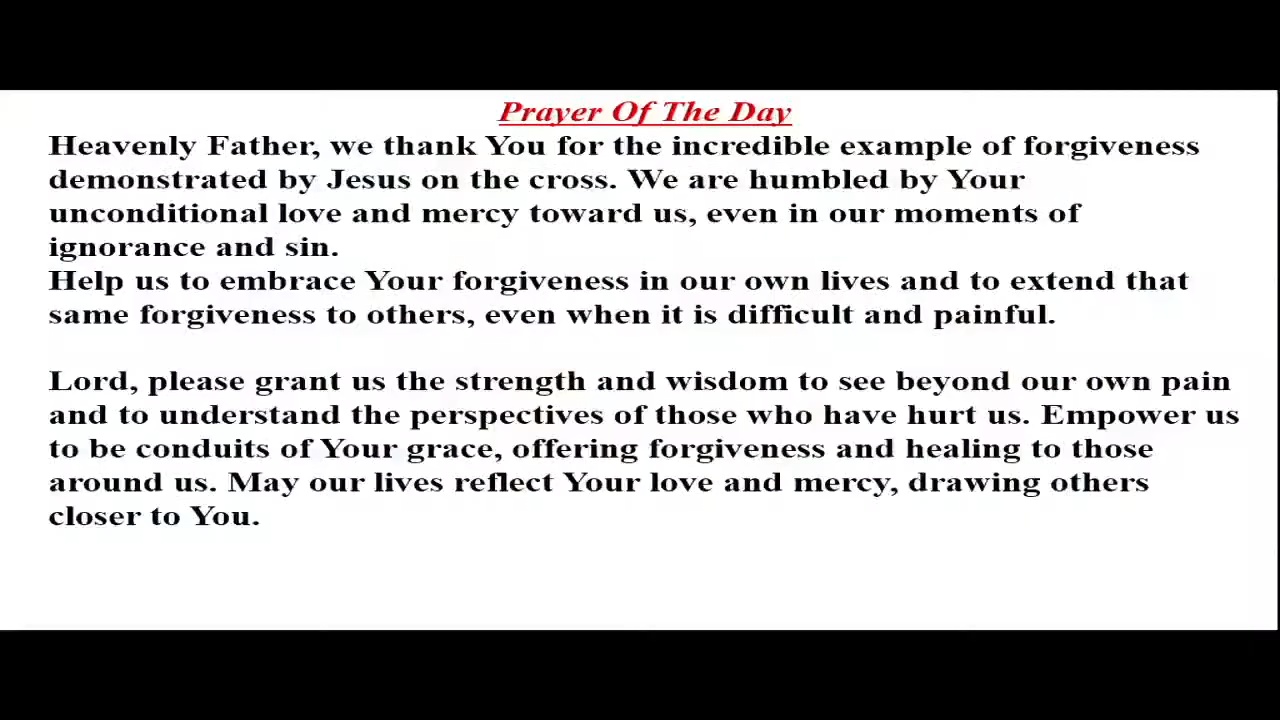 Prayer Of The Day
Heavenly Father, we thank You for the incredible example of forgiveness
demonstrated by Jesus on the cross. We are humbled by Your
unconditional love and mercy toward us, even in our moments of
ignorance and sin.
Help us to embrace Your forgiveness in our own lives and to extend that
same forgiveness to others, even when it is difficult and painful.
Lord, please grant us the strength and wisdom to see beyond our own pain
and to understand the perspectives of those who have hurt us. Empower us
to be conduits of Your grace, offering forgiveness and healing to those
around us. May our lives reflect Your love and mercy, drawing others
closer to You.